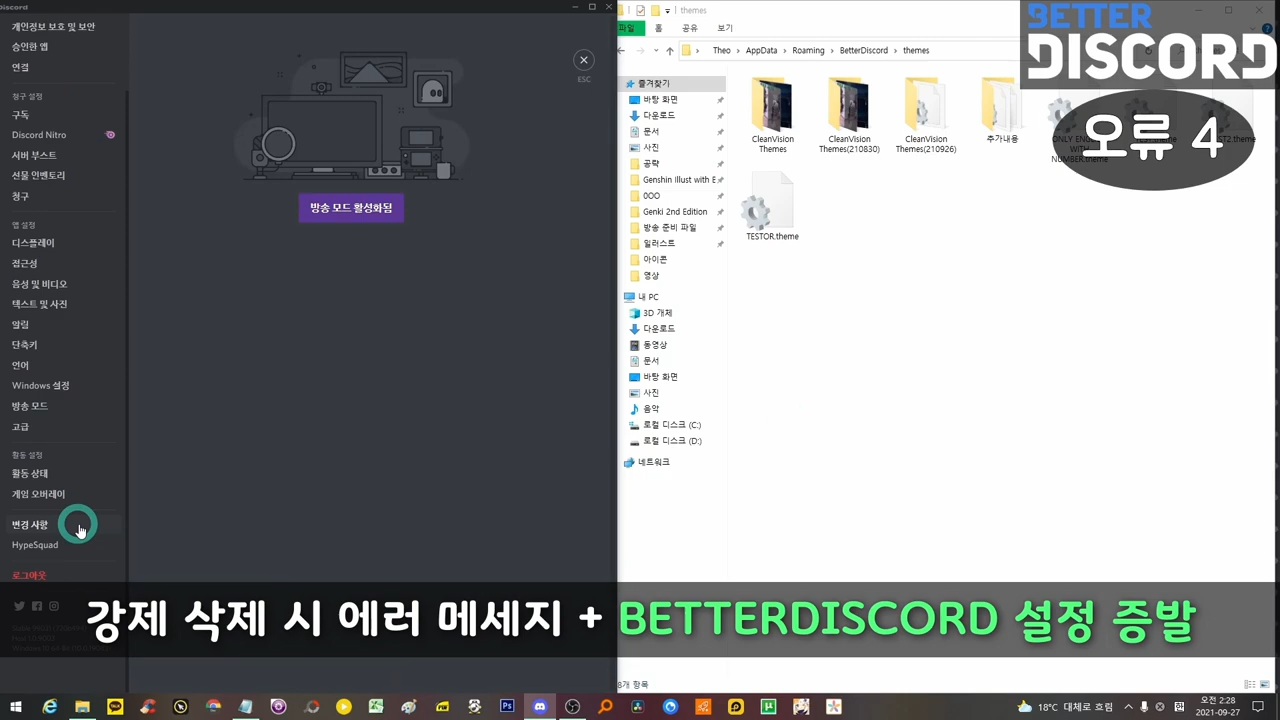 Discord
개인정보 보호 및 보안
승인한 앱
연결
청구 설정
구독
Discord Nitro
서버 부스트
선물 인벤토리
청구
앱 설정
디스플레이
접근성
음성 및 비디오
텍스트 및 사진
알림
단축키
언어
Windows 설정
방송 모드
고급
활동 설정
활동 상태
게임 오버레이
변경 사항
HypeSquad
로그아웃
ESC
방송 모드 활성화됨
themes
파일
홈
공유
보기
Theo
AppData
Roaming
BetterDiscord
themes
즐겨찾기
바탕 화면
다운로드
문서
사진
공략
Genshin Illust with E
0OO
Genki 2nd Edition
방송 준비 파일
일러스트
아이콘
영상
내 PC
3D 개체
다운로드
동영상
문서
바탕 화면
사진
음악
로컬 디스크 (C:)
로컬 디스크 (D:)
네트워크
CleanVision
Themes
CleanVision
Themes(210830)
CleanVision
Themes(210926)
추가내용
NUMBER.theme
TESTOR.theme
BETTER
DISCORD
오류 4
강제 삭제 시 에러 메세지 + BETTERDISCORD 설정 증발
8개 항목
18°C 대체로 흐림
오전 2:28
2021-09-27